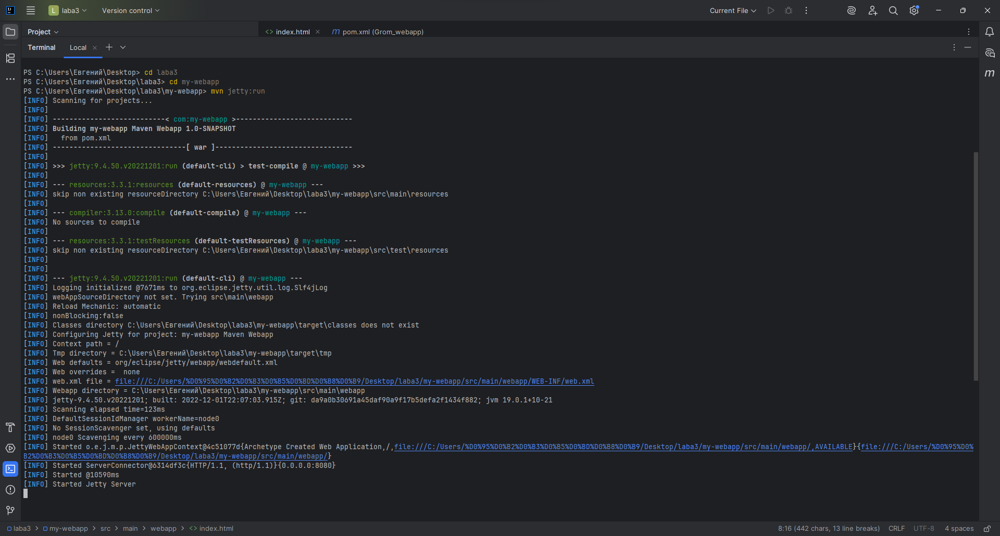 L laba3 Version control Current File
Project index.html m pom.xml (Grom_webapp)
Terminal Local
PS C:\Users\Евгений\Desktop> cd laba3
PS C:\Users\Евгений\Desktop\laba3> cd my-webapp
PS C:\Users\Евгений\Desktop\laba3\my-webapp> mvn jetty:run
[INFO] Scanning for projects...
[INFO]
[INFO] ---------------------------< com:my-webapp >----------------------------
[INFO] Building my-webapp Maven Webapp 1.0-SNAPSHOT
[INFO]   from pom.xml
[INFO] --------------------------------[ war ]---------------------------------
[INFO]
[INFO] >>> jetty:9.4.50.v20221201:run (default-cli) > test-compile @ my-webapp >>>
[INFO]
[INFO] --- resources:3.3.1:resources (default-resources) @ my-webapp ---
[INFO] skip non existing resourceDirectory C:\Users\Евгений\Desktop\laba3\my-webapp\src\main\resources
[INFO]
[INFO] --- compiler:3.13.0:compile (default-compile) @ my-webapp ---
[INFO] No sources to compile
[INFO]
[INFO] --- resources:3.3.1:testResources (default-testResources) @ my-webapp ---
[INFO] skip non existing resourceDirectory C:\Users\Евгений\Desktop\laba3\my-webapp\src\test\resources
[INFO]
[INFO]
[INFO] --- jetty:9.4.50.v20221201:run (default-cli) @ my-webapp ---
[INFO] Logging initialized @7671ms to org.eclipse.jetty.util.log.Slf4jLog
[INFO] webAppSourceDirectory not set. Trying src\main\webapp
[INFO] Reload Mechanic: automatic
[INFO] nonBlocking:false
[INFO] Classes directory C:\Users\Евгений\Desktop\laba3\my-webapp\target\classes does not exist
[INFO] Configuring Jetty for project: my-webapp Maven Webapp
[INFO] Context path = /
[INFO] Tmp directory = C:\Users\Евгений\Desktop\laba3\my-webapp\target\tmp
[INFO] Web defaults = org/eclipse/jetty/webapp/webdefault.xml
[INFO] Web overrides =  none
[INFO] web.xml file = file:///C:/Users/%D0%95%D0%B2%D0%B3%D0%B5%D0%BD%D0%B8%D0%B9/Desktop/laba3/my-webapp/src/main/webapp/WEB-INF/web.xml
[INFO] Webapp directory = C:\Users\Евгений\Desktop\laba3\my-webapp\src\main\webapp
[INFO] jetty-9.4.50.v20221201; built: 2022-12-01T22:07:03.915Z; git: da9a0b30691a45daf90a9f17b5defa2f1434f882; jvm 19.0.1+10-21
[INFO] Scanning elapsed time=123ms
[INFO] DefaultSessionIdManager workerName=node0
[INFO] No SessionScavenger set, using defaults
[INFO] node0 Scavenging every 600000ms
[INFO] Started o.e.j.m.p.JettyWebAppContext@4c51077d{Archetype Created Web Application,/,file:///C:/Users/%D0%95%D0%B2%D0%B3%D0%B5%D0%BD%D0%B8%D0%B9/Desktop/laba3/my-webapp/src/main/webapp/,AVAILABLE}{file:///C:/Users/%D0%95%D0%
B2%D0%B3%D0%B5%D0%BD%D0%B8%D0%B9/Desktop/laba3/my-webapp/src/main/webapp/}
[INFO] Started ServerConnector@6314df3c{HTTP/1.1, (http/1.1)}{0.0.0.0:8080}
[INFO] Started @10590ms
[INFO] Started Jetty Server
laba3 > my-webapp > src > main > webapp > index.html 8:16 (442 chars, 13 line breaks) CRLF UTF-8 4 spaces